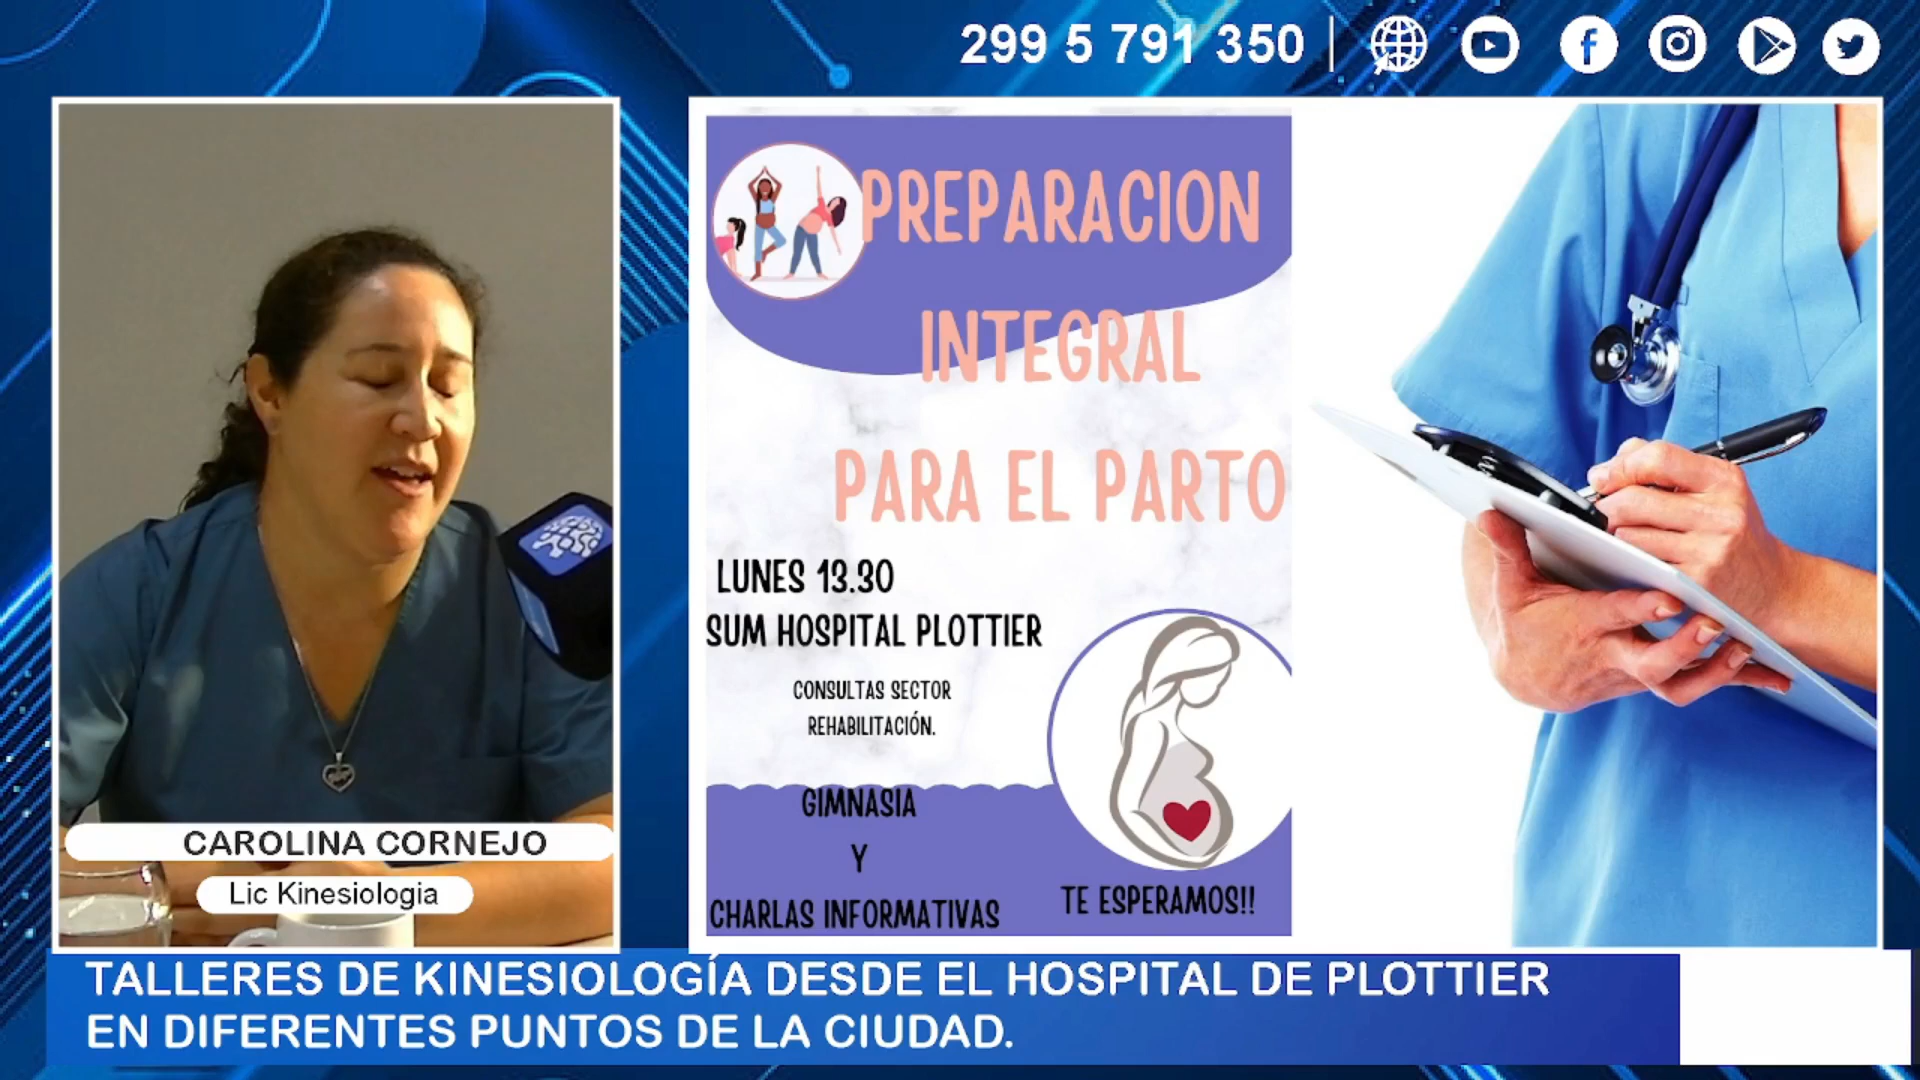 299 5 791 350
PREPARACION
INTEGRAL
PARA EL PARTO
LUNES 13.30
SUM HOSPITAL PLOTTIER
CONSULTAS SECTOR
REHABILITACIÓN.
GIMNASIA
Y
CHARLAS INFORMATIVAS
TE ESPERAMOS!!
CAROLINA CORNEJO
Lic Kinesiologia
TALLERES DE KINESIOLOGÍA DESDE EL HOSPITAL DE PLOTTIER
EN DIFERENTES PUNTOS DE LA CIUDAD.